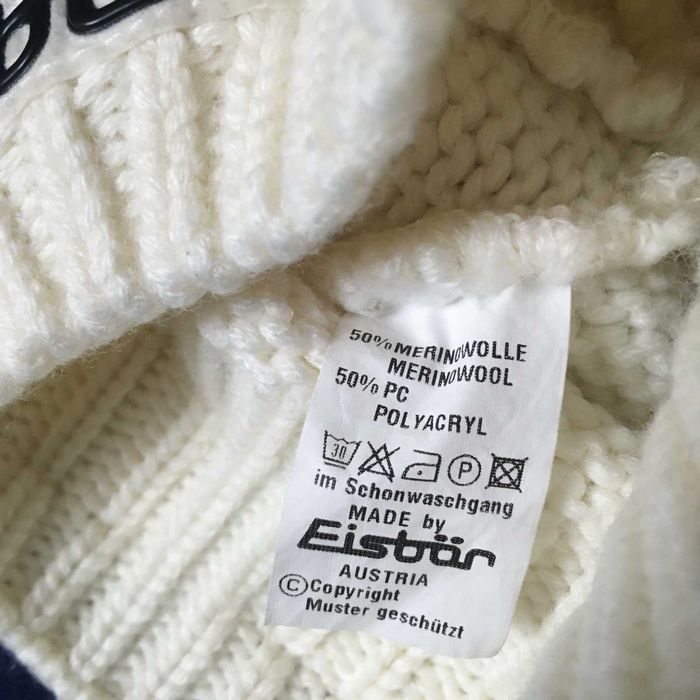 50% MERINOWOLLE
MERINOWOOL
50% PC
POLYACRYL
30 P
im Schonwaschgang
MADE by
Eisbär
AUSTRIA
© Copyright
Muster geschützt